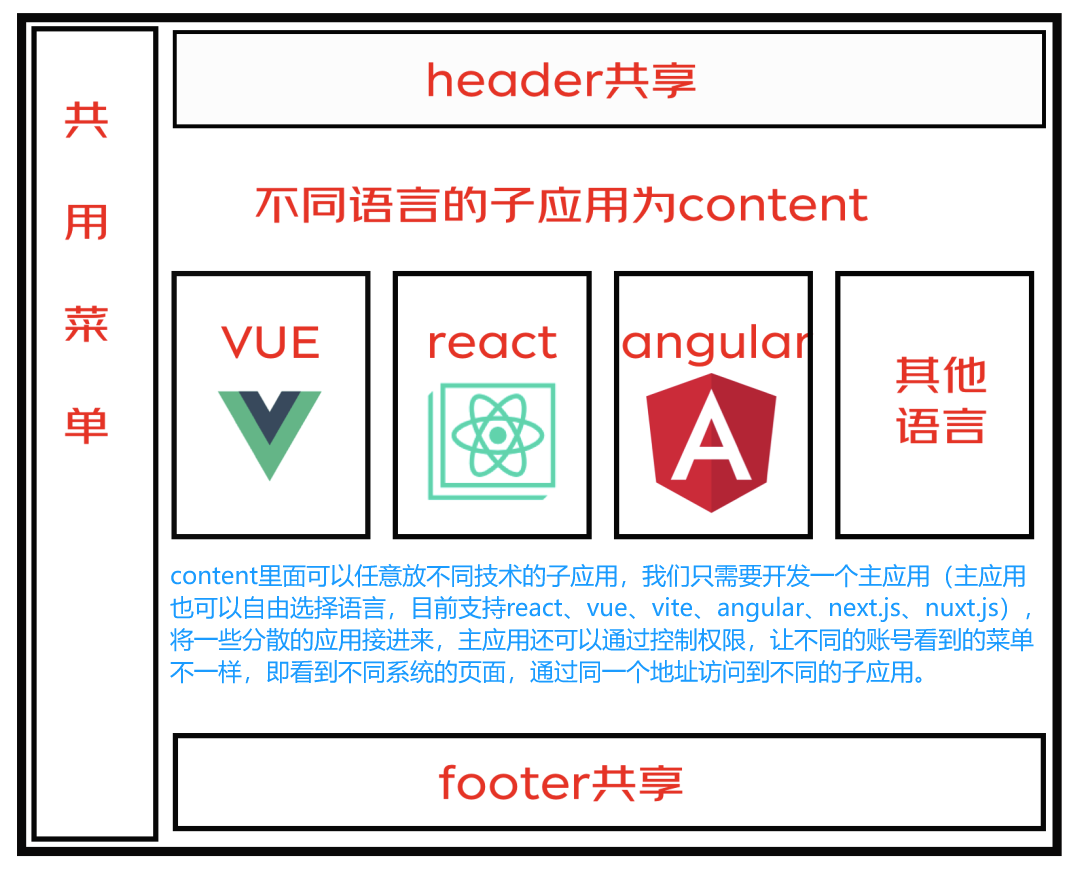 共
用
菜
单
header共享
不同语言的子应用为content
VUE
react
angular
其他
语言
content里面可以任意放不同技术的子应用，我们只需要开发一个主应用（主应用
也可以自由选择语言，目前支持react、vue、vite、angular、next.js、nuxt.js），
将一些分散的应用接进来，主应用还可以通过控制权限，让不同的账号看到的菜单
不一样，即看到不同系统的页面，通过同一个地址访问到不同的子应用。
footer共享